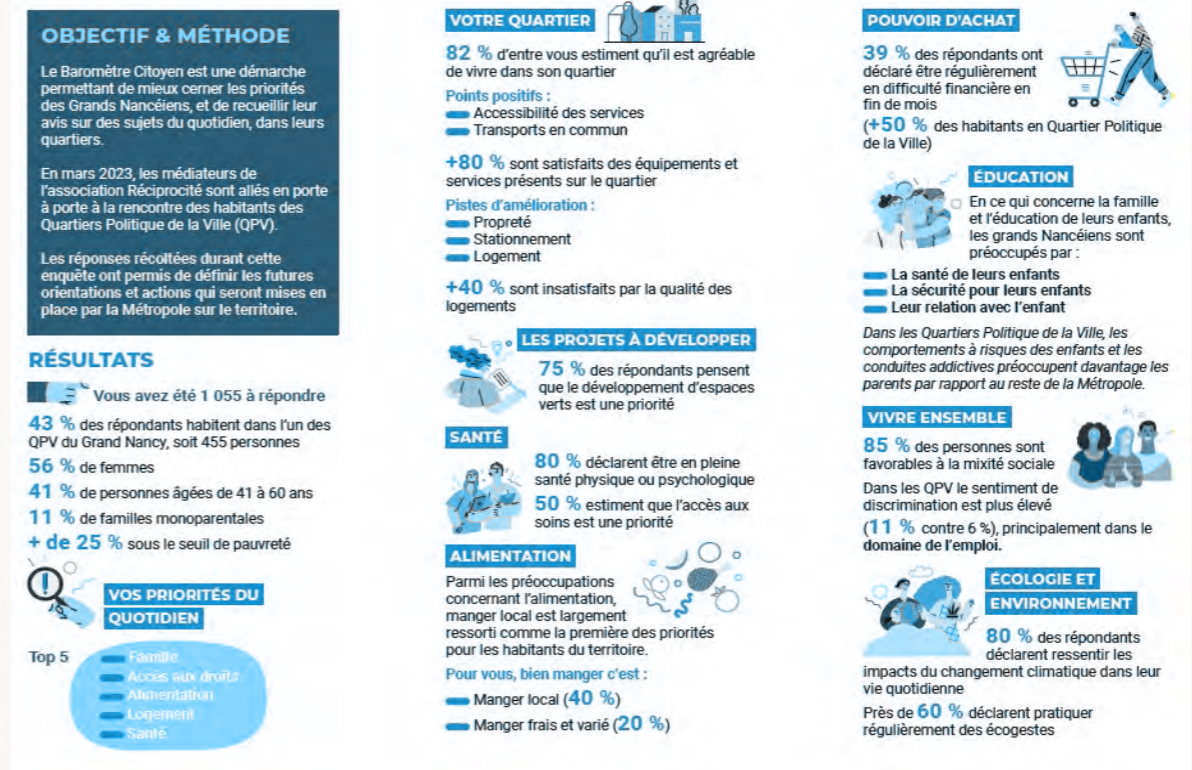 OBJECTIF & MÉTHODE
Le Baromètre Citoyen est une démarche
permettant de mieux cerner les priorités
des Grands Nancéiens, et de recueillir leur
avis sur des sujets du quotidien, dans leurs
quartiers.
En mars 2023, les médiateurs de
l'association Réciprocité sont allés en porte
à porte à la rencontre des habitants des
Quartiers Politique de la Ville (QPV).
Les réponses récoltées durant cette
enquête ont permis de définir les futures
orientations et actions qui seront mises en
place par la Métropole sur le territoire.
RÉSULTATS
Vous avez été 1 055 à répondre
43 % des répondants habitent dans l'un des
QPV du Grand Nancy, soit 455 personnes
56 % de femmes
41 % de personnes âgées de 41 à 60 ans
11 % de familles monoparentales
+ de 25 % sous le seuil de pauvreté
VOS PRIORITÉS DU
QUOTIDIEN
Top 5
Famille
Accès aux droits
Alimentation
Logement
Santé
VOTRE QUARTIER
82 % d'entre vous estiment qu'il est agréable
de vivre dans son quartier
Points positifs :
Accessibilité des services
Transports en commun
+80 % sont satisfaits des équipements et
services présents sur le quartier
Pistes d'amélioration :
Propreté
Stationnement
Logement
+40 % sont insatisfaits par la qualité des
logements
LES PROJETS À DÉVELOPPER
75 % des répondants pensent
que le développement d'espaces
verts est une priorité
SANTÉ
80 % déclarent être en pleine
santé physique ou psychologique
50 % estiment que l'accès aux
soins est une priorité
ALIMENTATION
Parmi les préoccupations
concernant l'alimentation,
manger local est largement
ressorti comme la première des priorités
pour les habitants du territoire.
Pour vous, bien manger c'est :
Manger local (40 %)
Manger frais et varié (20 %)
POUVOIR D'ACHAT
39 % des répondants ont
déclaré être régulièrement
en difficulté financière en
fin de mois
(+50 % des habitants en Quartier Politique
de la Ville)
ÉDUCATION
En ce qui concerne la famille
et l'éducation de leurs enfants,
les grands Nancéiens sont
préoccupés par :
La santé de leurs enfants
La sécurité pour leurs enfants
Leur relation avec l'enfant
Dans les Quartiers Politique de la Ville, les
comportements à risques des enfants et les
conduites addictives préoccupent davantage les
parents par rapport au reste de la Métropole.
VIVRE ENSEMBLE
85 % des personnes sont
favorables à la mixité sociale
Dans les QPV le sentiment de
discrimination est plus élevé
(11 % contre 6 %), principalement dans le
domaine de l'emploi.
ÉCOLOGIE ET
ENVIRONNEMENT
80 % des répondants
déclarent ressentir les
impacts du changement climatique dans leur
vie quotidienne
Près de 60 % déclarent pratiquer
régulièrement des écogestes